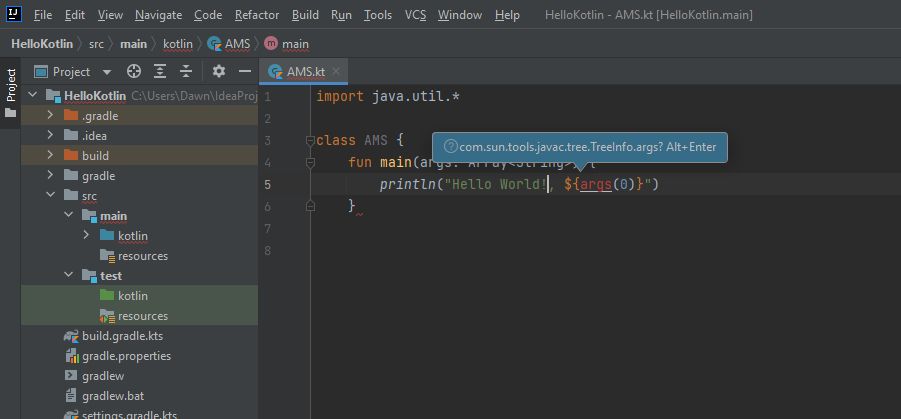 IJ File Edit View Navigate Code Refactor Build Run Tools VCS Window Help HelloKotlin - AMS.kt [HelloKotlin.main]
HelloKotlin src main kotlin AMS m main
Project
Project
AMS.kt
HelloKotlin C:\Users\Dawn\IdeaProj
.gradle
.idea
build
gradle
src
main
kotlin
resources
test
kotlin
resources
build.gradle.kts
gradle.properties
gradlew
gradlew.bat
settings.gradle.kts
1 import java.util.*
2
3 class AMS {
?com.sun.tools.javac.tree.TreeInfo.args? Alt+Enter
4 fun main(args: Array<String>) {
5 println("Hello World!, ${args(0)}")
6 }
7
8